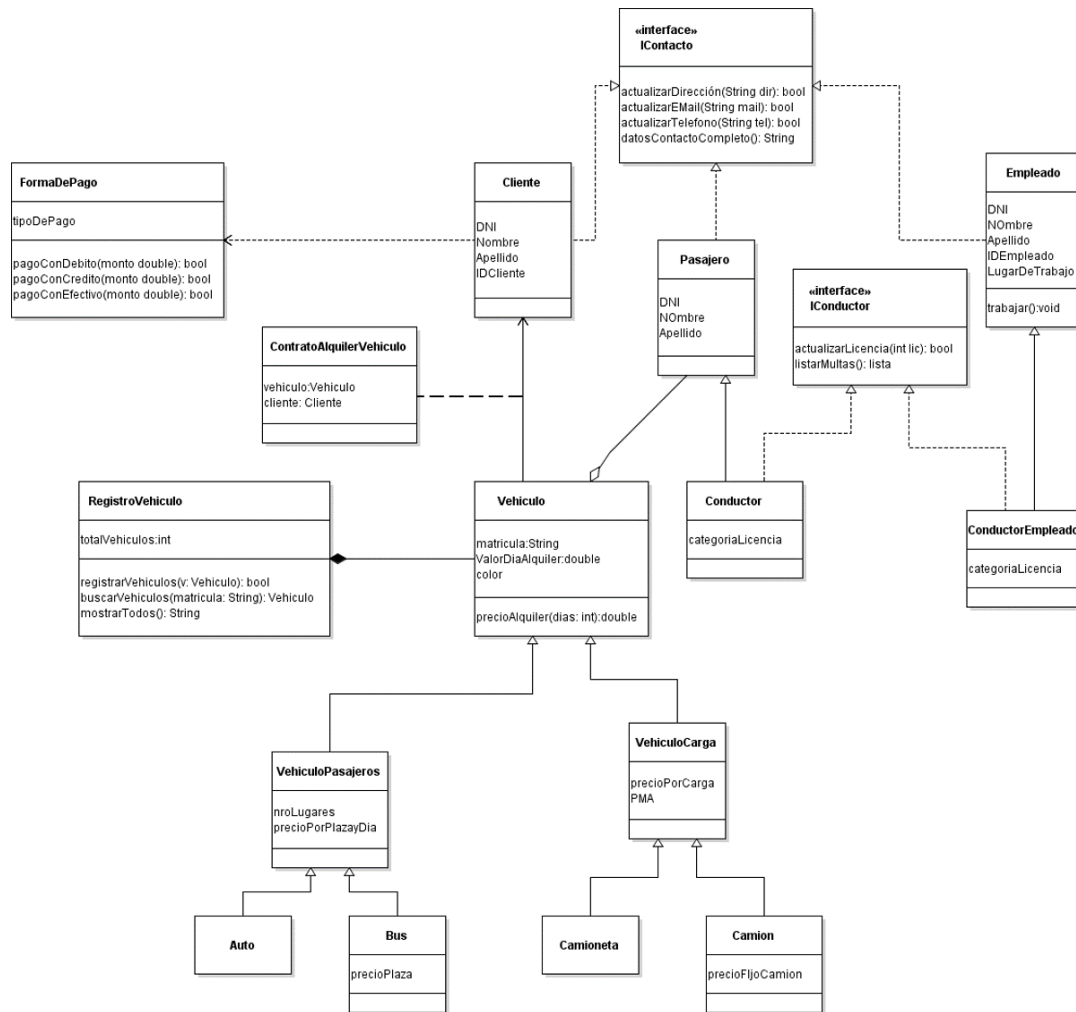 «interface»
IContacto
actualizarDirección(String dir): bool
actualizarEMail(String mail): bool
actualizarTelefono(String tel): bool
datosContactoCompleto(): String
FormaDePago
tipoDePago
pagoConDebito(monto double): bool
pagoConCredito(monto double): bool
pagoConEfectivo(monto double): bool
Cliente
DNI
Nombre
Apellido
IDCliente
Empleado
DNI
NOmbre
Apellido
IDEmpleado
LugarDeTrabajo
trabajar():void
Pasajero
DNI
NOmbre
Apellido
«interface»
IConductor
actualizarLicencia(int lic): bool
listarMultas(): lista
ContratoAlquilerVehiculo
vehiculo:Vehiculo
cliente: Cliente
RegistroVehiculo
totalVehiculos:int
registrarVehiculos(v: Vehiculo): bool
buscarVehiculos(matricula: String): Vehiculo
mostrarTodos(): String
Vehiculo
matricula:String
ValorDiaAlquiler:double
color
precioAlquiler(dias: int):double
Conductor
categoriaLicencia
ConductorEmpleado
categoriaLicencia
VehiculoPasajeros
nroLugares
precioPorPlazayDia
VehiculoCarga
precioPorCarga
PMA
Auto
Bus
precioPlaza
Camioneta
Camion
precioFIjoCamion